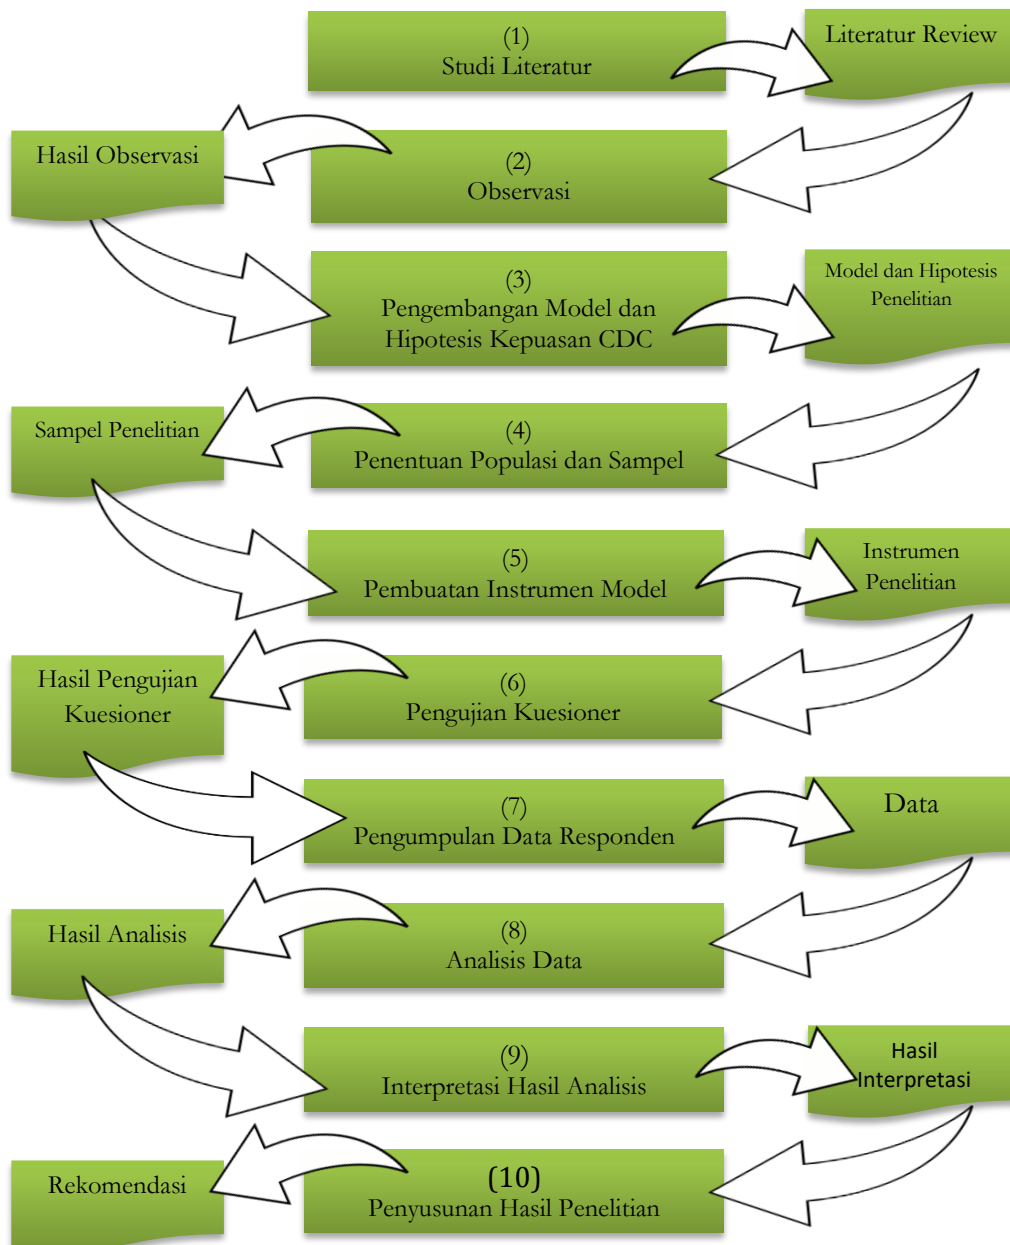 (1)
Studi Literatur
Literatur Review
(2)
Observasi
Hasil Observasi
(3)
Pengembangan Model dan
Hipotesis Kepuasan CDC
Model dan Hipotesis
Penelitian
(4)
Penentuan Populasi dan Sampel
Sampel Penelitian
(5)
Pembuatan Instrumen Model
Instrumen
Penelitian
(6)
Pengujian Kuesioner
Hasil Pengujian
Kuesioner
(7)
Pengumpulan Data Responden
Data
(8)
Analisis Data
Hasil Analisis
(9)
Interpretasi Hasil Analisis
Hasil
Interpretasi
(10)
Penyusunan Hasil Penelitian
Rekomendasi